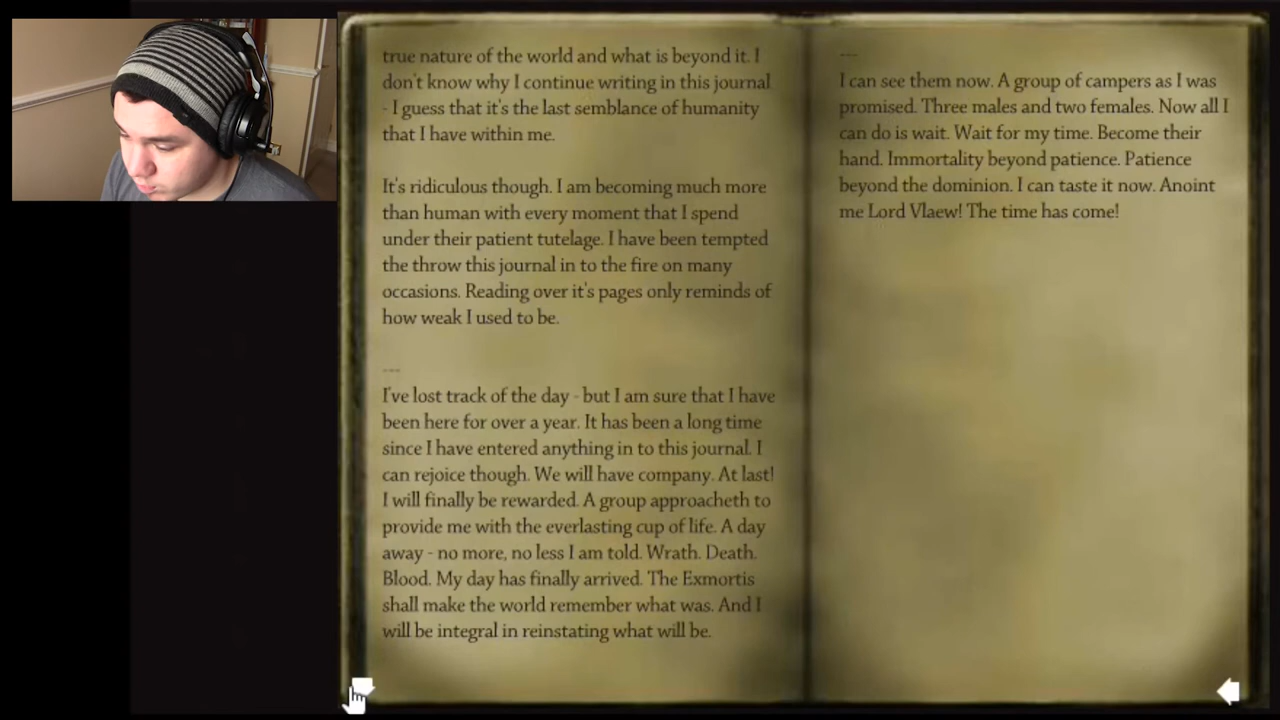 true nature of the world and what is beyond it. I
don't know why I continue writing in this journal
- I guess that it's the last semblance of humanity
that I have within me.
It's ridiculous though. I am becoming much more
than human with every moment that I spend
under their patient tutelage. I have been tempted
the throw this journal in to the fire on many
occasions. Reading over it's pages only reminds of
how weak I used to be.
---
I've lost track of the day - but I am sure that I have
been here for over a year. It has been a long time
since I have entered anything in to this journal. I
can rejoice though. We will have company. At last!
I will finally be rewarded. A group approacheth to
provide me with the everlasting cup of life. A day
away - no more, no less I am told. Wrath. Death.
Blood. My day has finally arrived. The Exmortis
shall make the world remember what was. And I
will be integral in reinstating what will be.
---
I can see them now. A group of campers as I was
promised. Three males and two females. Now all I
can do is wait. Wait for my time. Become their
hand. Immortality beyond patience. Patience
beyond the dominion. I can taste it now. Anoint
me Lord Vlaew! The time has come!